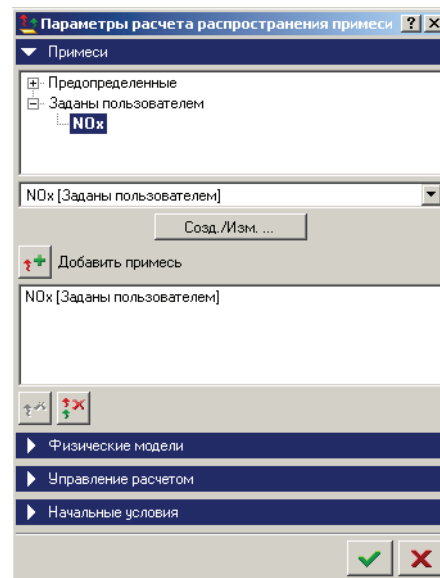 Параметры расчета распространения примеси
Примеси
Предопределенные
Заданы пользователем
NOx
NOx [Заданы пользователем]
Созд./Изм. ...
Добавить примесь
NOx [Заданы пользователем]
Физические модели
Управление расчетом
Начальные условия